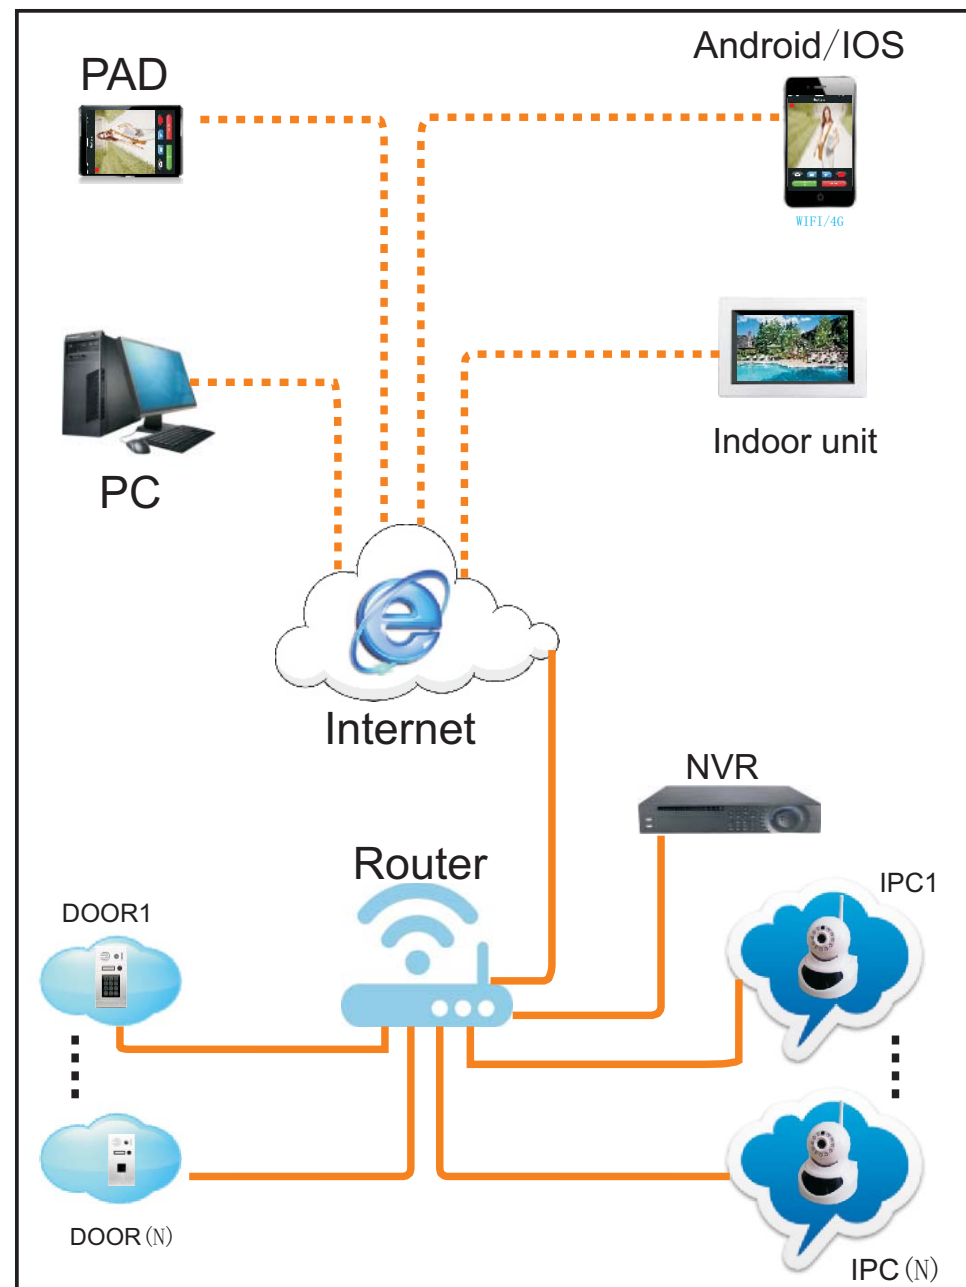 PAD
Android/IOS
WIFI/4G
Indoor unit
PC
Internet
NVR
Router
IPC1
DOOR1
DOOR(N)
IPC(N)